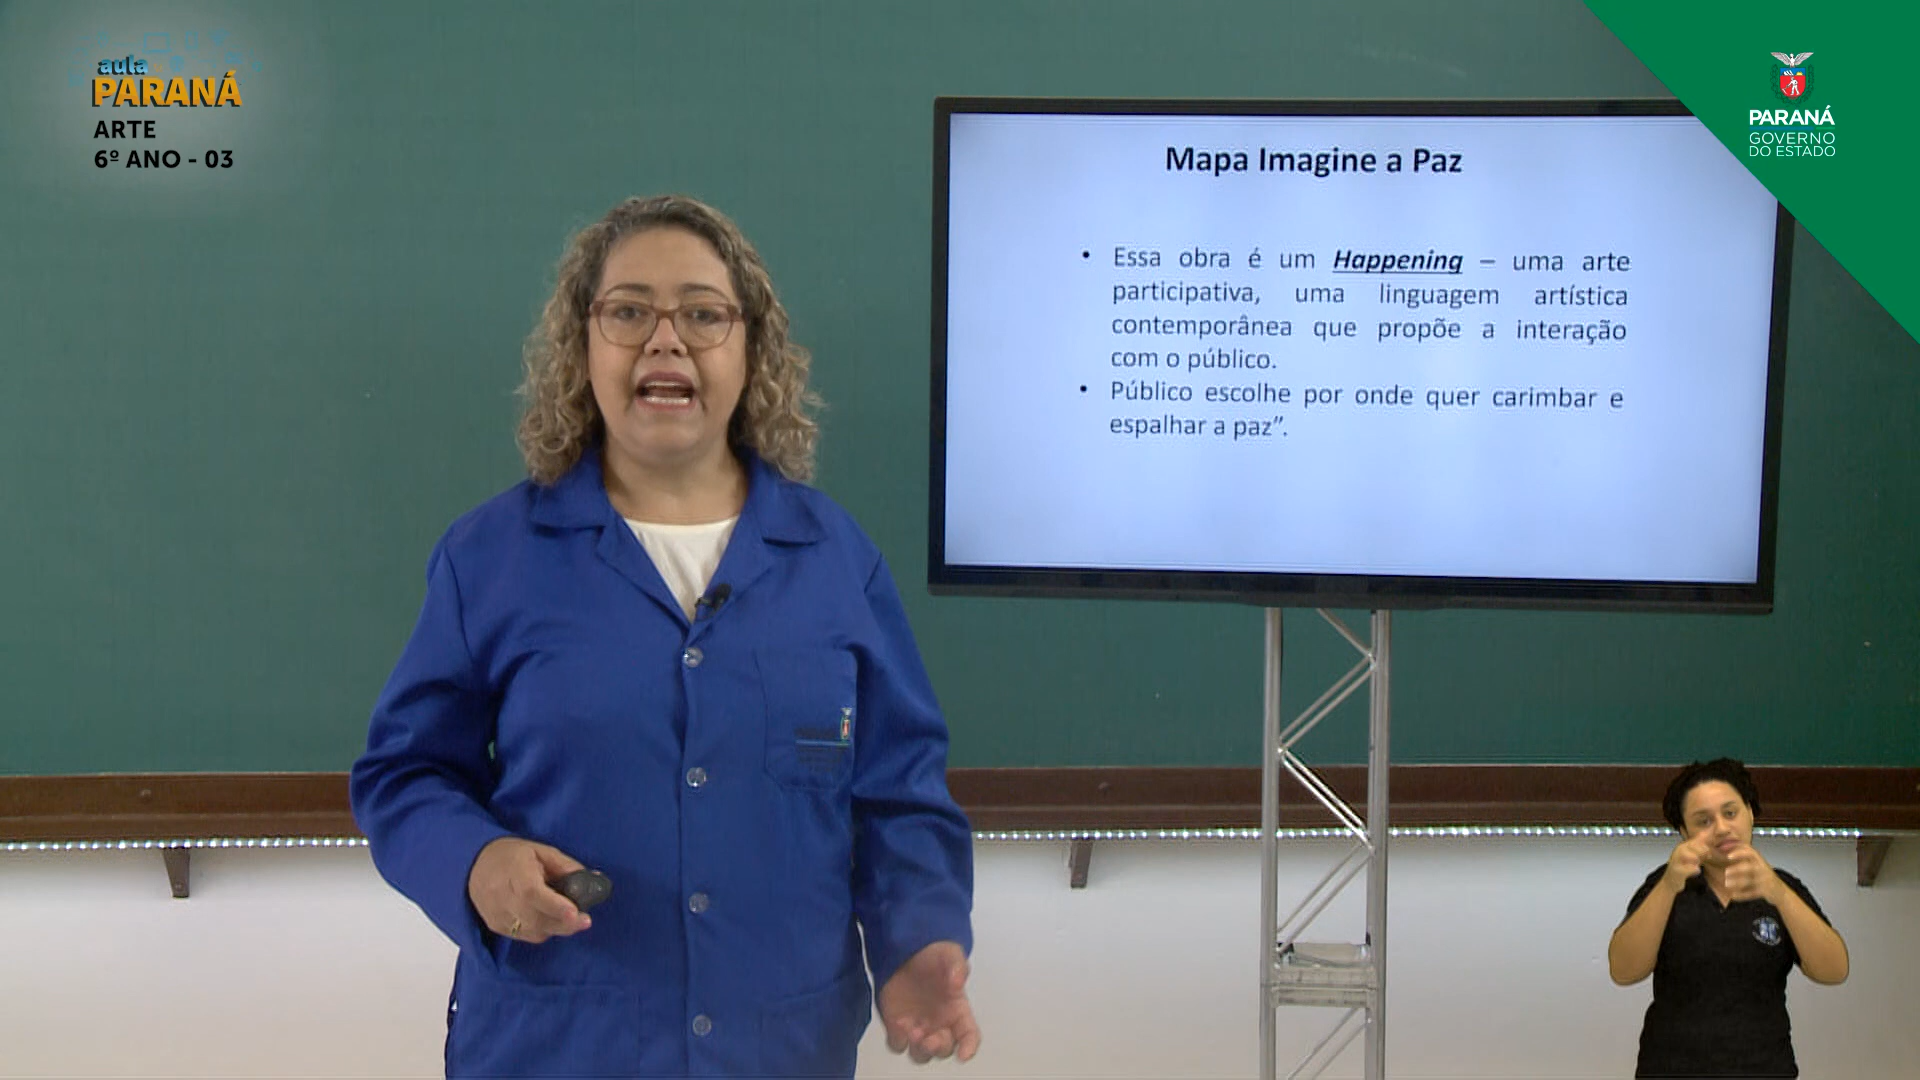 aula
PARANÁ
ARTE
6º ANO - 03
PARANÁ
GOVERNO
DO ESTADO
Mapa Imagine a Paz
• Essa obra é um Happening – uma arte
participativa, uma linguagem artística
contemporânea que propõe a interação
com o público.
• Público escolhe por onde quer carimbar e
espalhar a paz”.